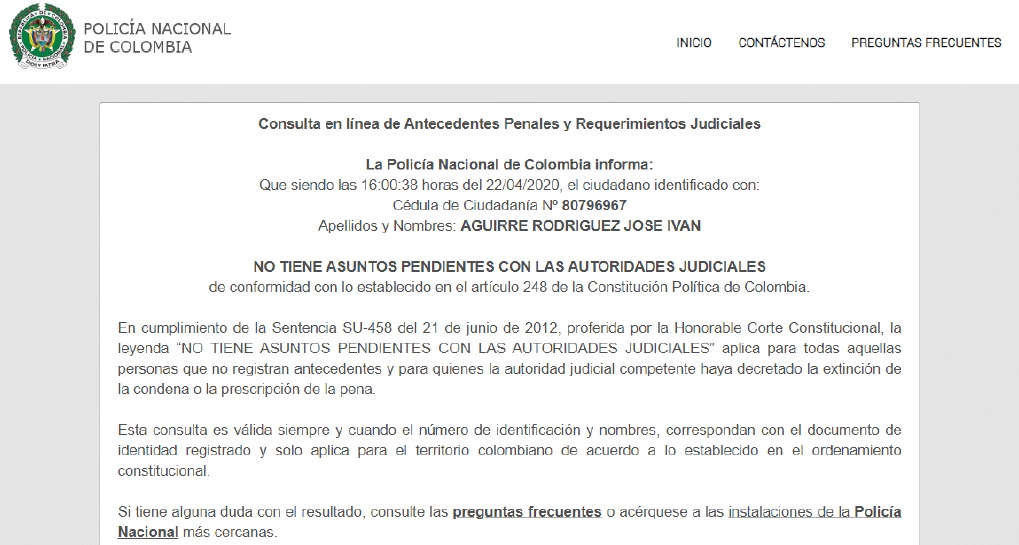 POLICÍA NACIONAL
DE COLOMBIA
INICIO CONTÁCTENOS PREGUNTAS FRECUENTES
Consulta en línea de Antecedentes Penales y Requerimientos Judiciales
La Policía Nacional de Colombia informa:
Que siendo las 16:00:38 horas del 22/04/2020, el ciudadano identificado con:
Cédula de Ciudadanía Nº 80796967
Apellidos y Nombres: AGUIRRE RODRIGUEZ JOSE IVAN
NO TIENE ASUNTOS PENDIENTES CON LAS AUTORIDADES JUDICIALES
de conformidad con lo establecido en el artículo 248 de la Constitución Política de Colombia.
En cumplimiento de la Sentencia SU-458 del 21 de junio de 2012, proferida por la Honorable Corte Constitucional, la
leyenda “NO TIENE ASUNTOS PENDIENTES CON LAS AUTORIDADES JUDICIALES” aplica para todas aquellas
personas que no registran antecedentes y para quienes la autoridad judicial competente haya decretado la extinción de
la condena o la prescripción de la pena.
Esta consulta es válida siempre y cuando el número de identificación y nombres, correspondan con el documento de
identidad registrado y solo aplica para el territorio colombiano de acuerdo a lo establecido en el ordenamiento
constitucional.
Si tiene alguna duda con el resultado, consulte las preguntas frecuentes o acérquese a las instalaciones de la Policía
Nacional más cercanas.